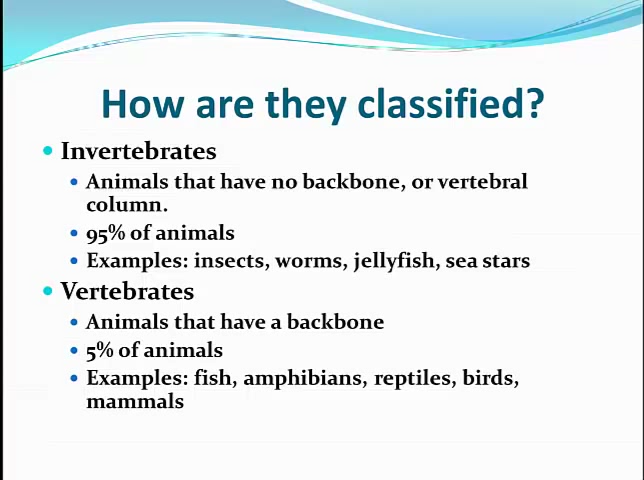 How are they classified?
Invertebrates
Animals that have no backbone, or vertebral
column.
95% of animals
Examples: insects, worms, jellyfish, sea stars
Vertebrates
Animals that have a backbone
5% of animals
Examples: fish, amphibians, reptiles, birds,
mammals